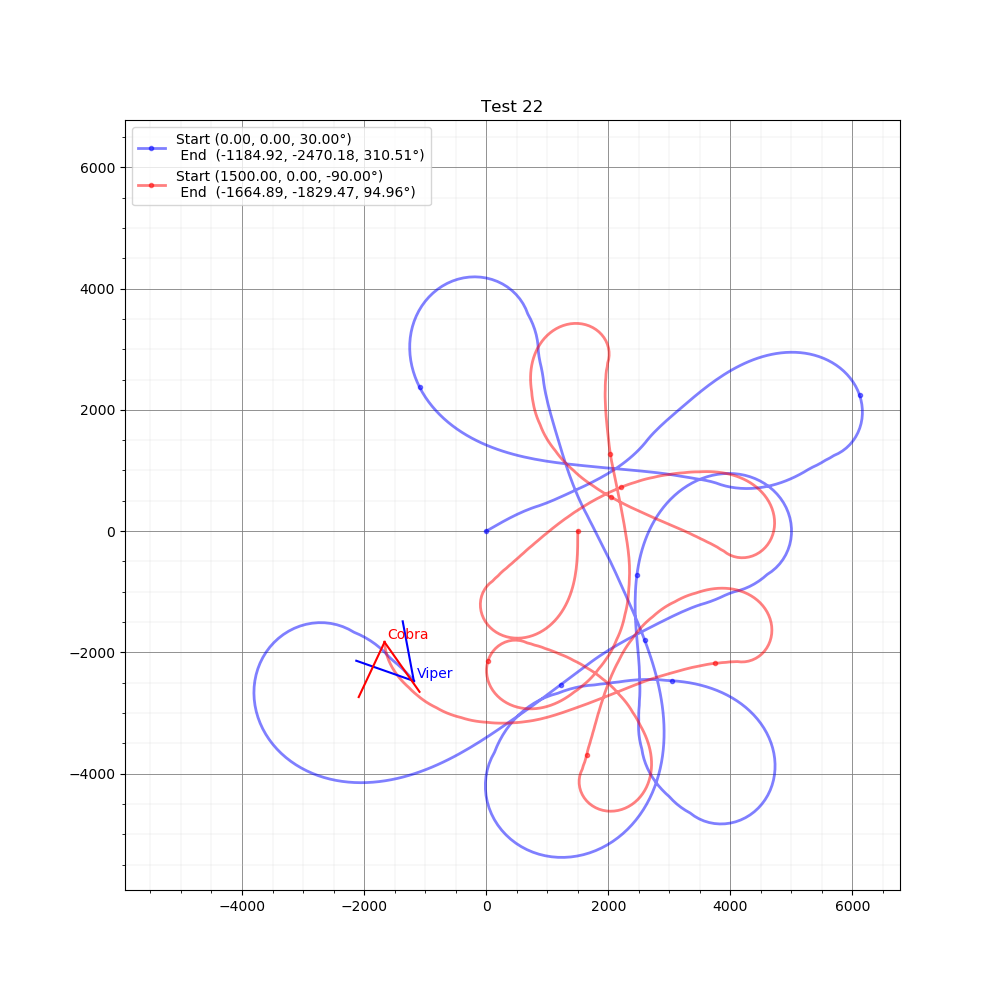 Test 22
Start (0.00, 0.00, 30.00°)
End (-1184.92, -2470.18, 310.51°)
Start (1500.00, 0.00, -90.00°)
End (-1664.89, -1829.47, 94.96°)
6000
4000
2000
0
−2000
−4000
Cobra
Viper
−4000 −2000 0 2000 4000 6000